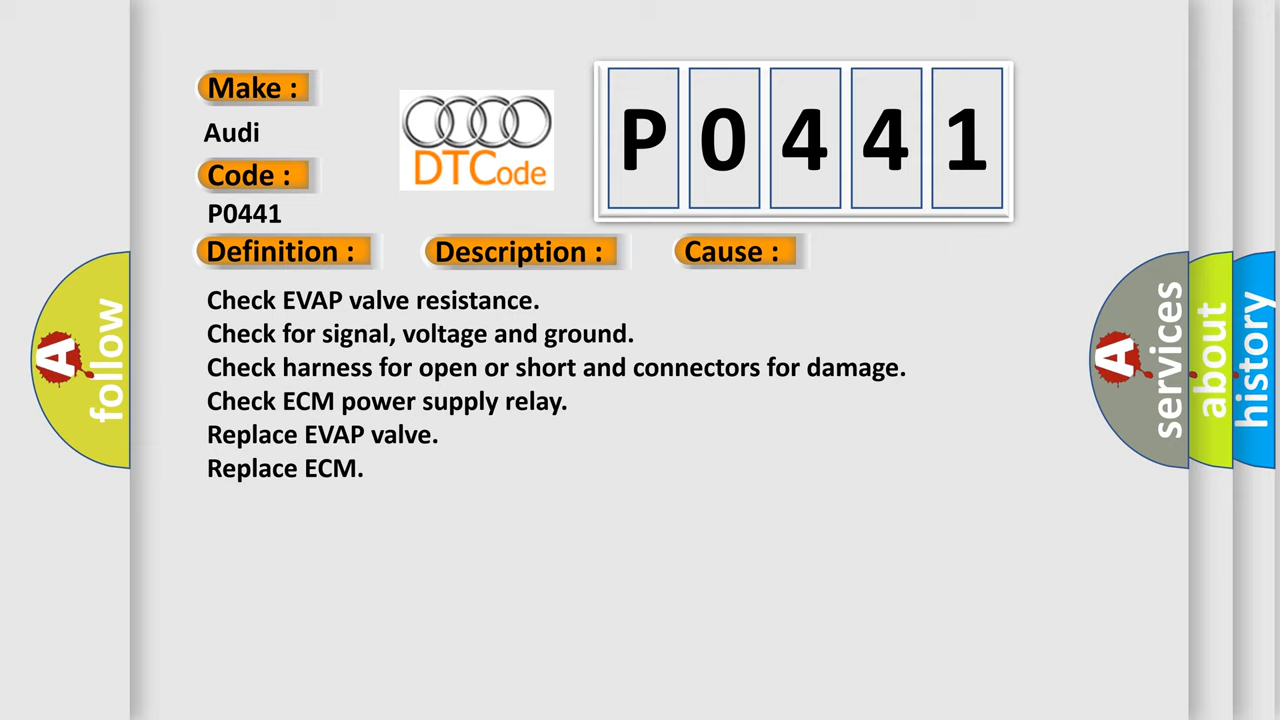 Make :
Audi
Code :
P0441
DTCode
P0441
Definition :
Description :
Cause :
Check EVAP valve resistance.
Check for signal, voltage and ground.
Check harness for open or short and connectors for damage.
Check ECM power supply relay.
Replace EVAP valve.
Replace ECM.
A follow
A services
about
history